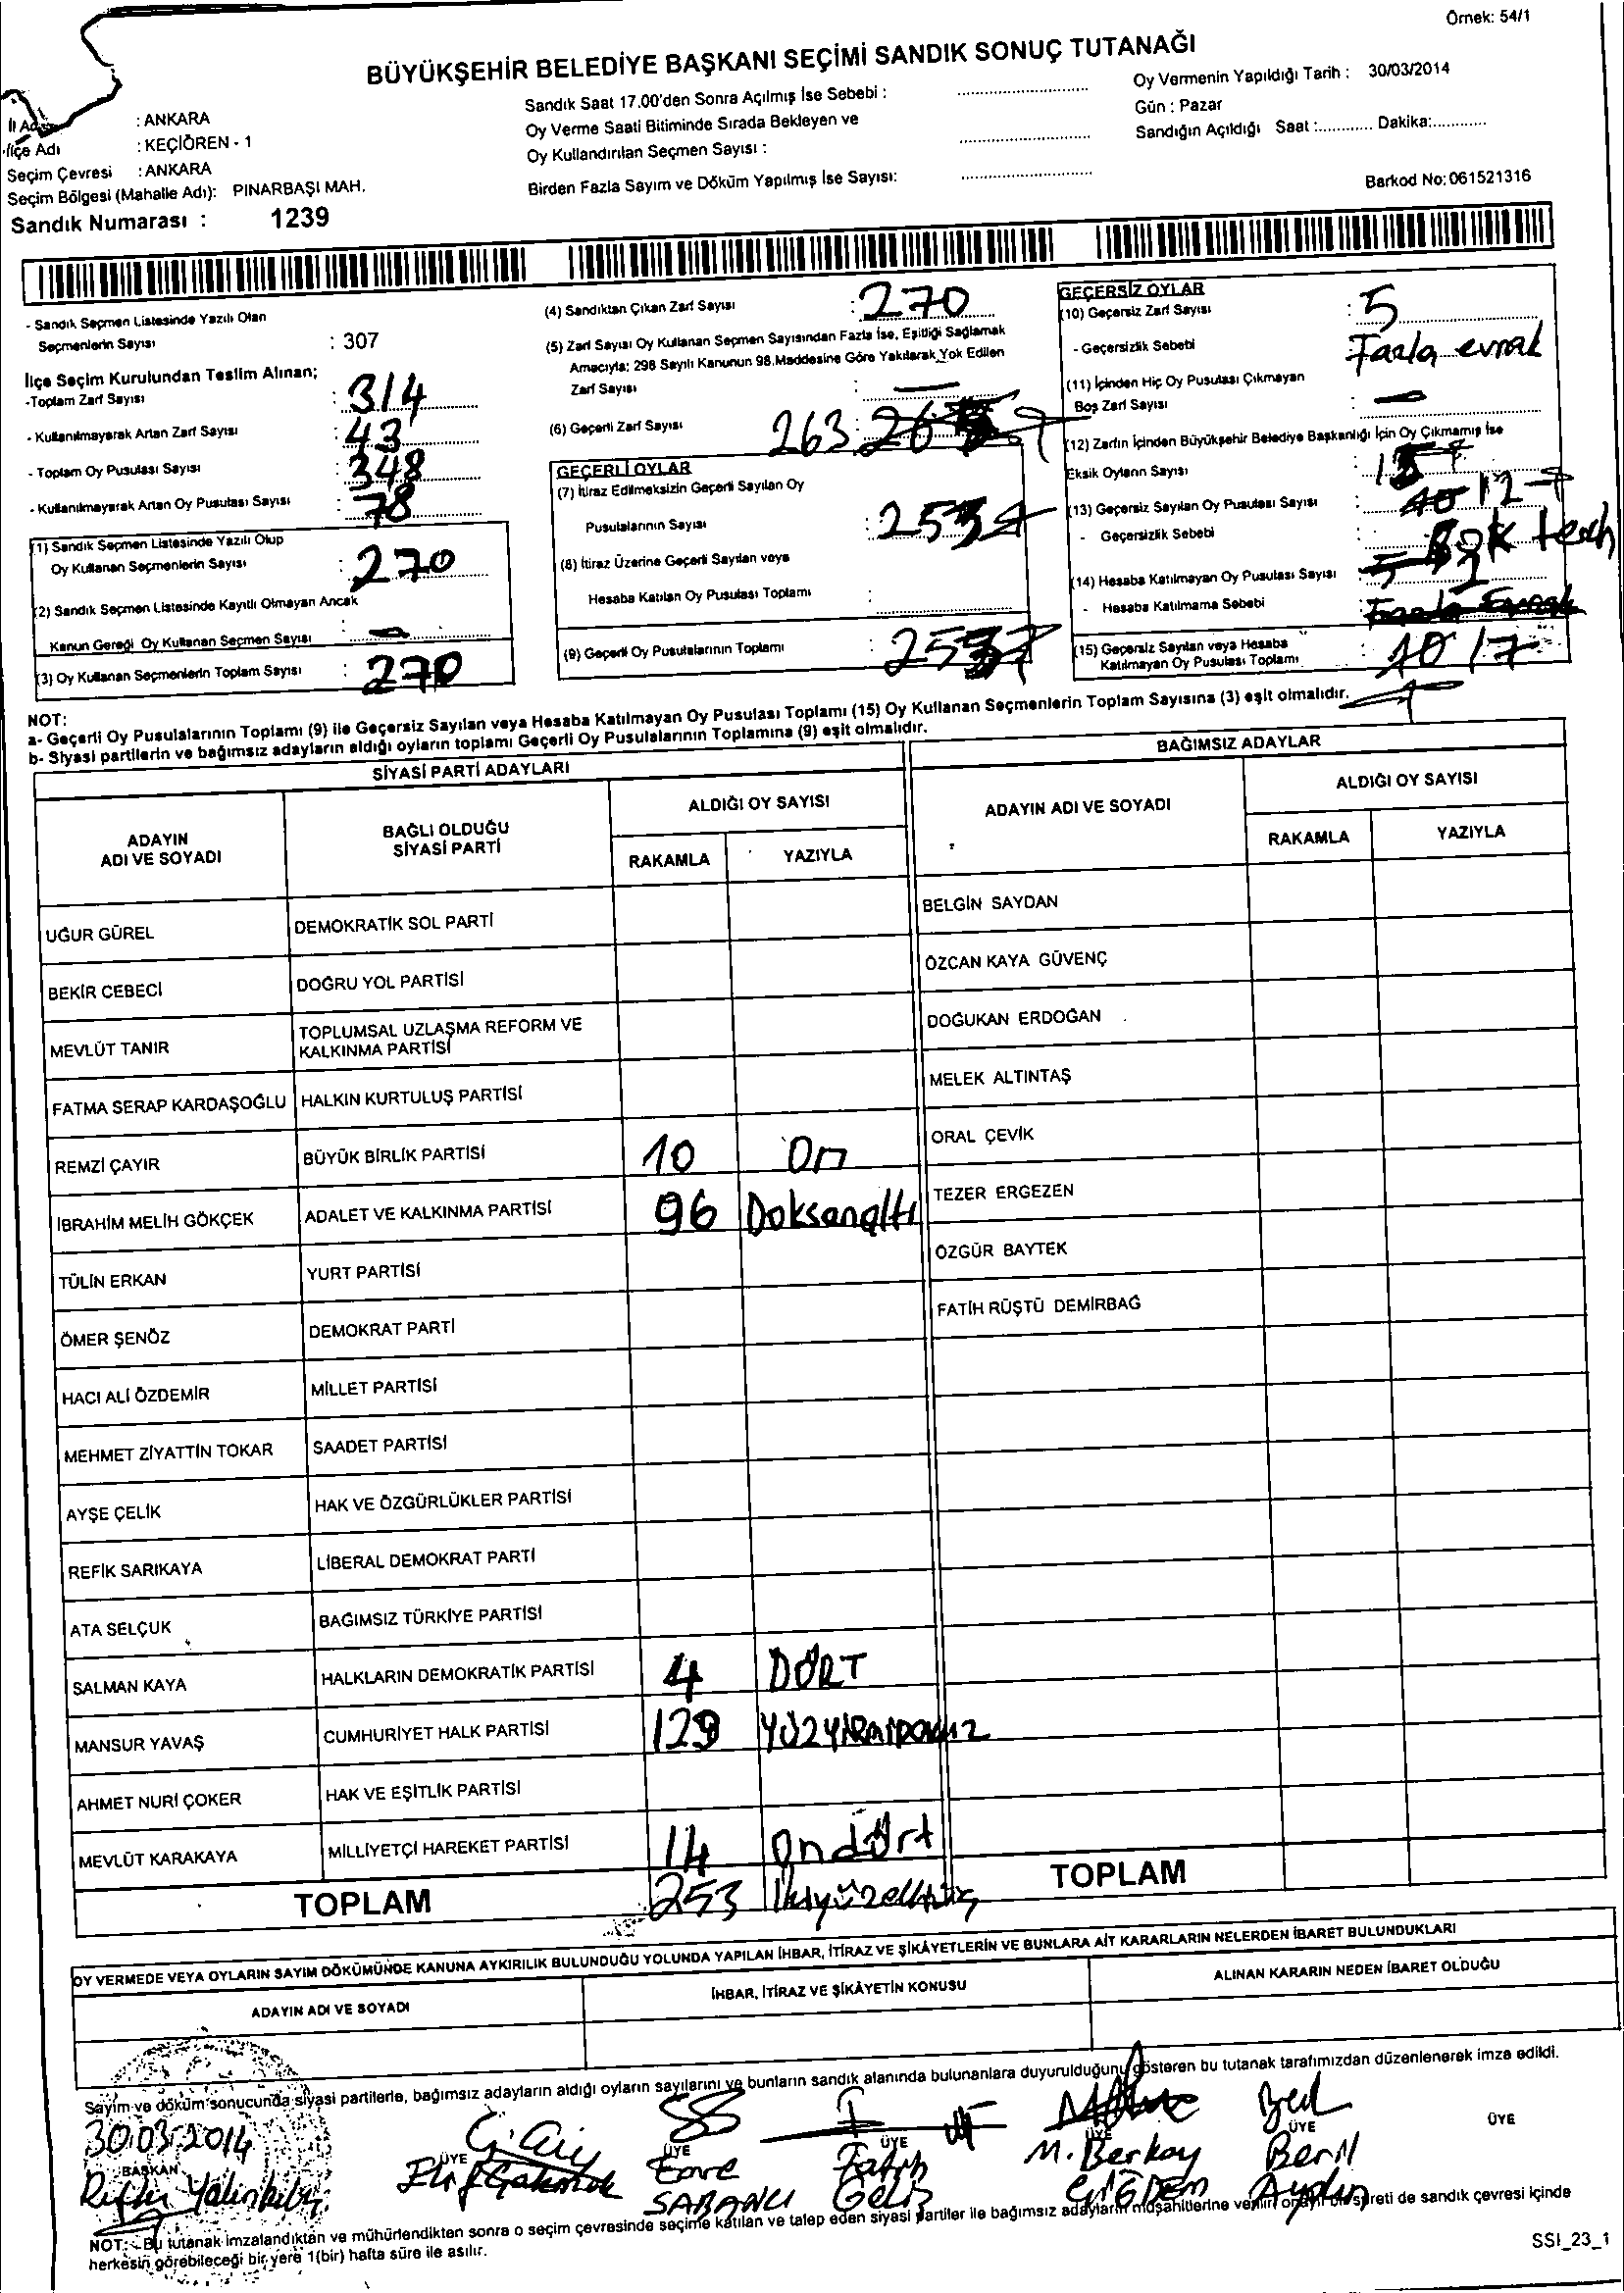 Örnek: 54/1
BÜYÜKŞEHİR BELEDİYE BAŞKANI SEÇİMİ SANDIK SONUÇ TUTANAĞI
: ANKARA
İlçe Adı : KEÇİÖREN - 1
Seçim Çevresi : ANKARA
Seçim Bölgesi (Mahalle Adı): PINARBAŞI MAH.
Sandık Numarası : 1239
Sandık Saat 17.00'den Sonra Açılmış İse Sebebi :
Oy Verme Saati Bitiminde Sırada Bekleyen ve
Oy Kullandırılan Seçmen Sayısı :
Birden Fazla Sayım ve Döküm Yapılmış İse Sayısı:
Oy Vermenin Yapıldığı Tarih : 30/03/2014
Gün : Pazar
Sandığın Açıldığı Saat :............ Dakika:............
Barkod No: 061521316
- Sandık Seçmen Listesinde Yazılı Olan
Seçmenlerin Sayısı : 307
İlçe Seçim Kurulundan Teslim Alınan;
-Toplam Zarf Sayısı : 314
- Kullanılmayarak Artan Zarf Sayısı : 43
- Toplam Oy Pusulası Sayısı : 348
- Kullanılmayarak Artan Oy Pusulası Sayısı : 78
(1) Sandık Seçmen Listesinde Yazılı Olup
Oy Kullanan Seçmenlerin Sayısı : 270
(2) Sandık Seçmen Listesinde Kayıtlı Olmayan Ancak
Kanun Gereği Oy Kullanan Seçmen Sayısı : -
(3) Oy Kullanan Seçmenlerin Toplam Sayısı : 270
(4) Sandıktan Çıkan Zarf Sayısı : 270
(5) Zarf Sayısı Oy Kullanan Seçmen Sayısından Fazla İse, Eşitliği Sağlamak
Amacıyla; 298 Sayılı Kanunun 98.Maddesine Göre Yakılarak Yok Edilen
Zarf Sayısı : -
(6) Geçerli Zarf Sayısı 263
GEÇERLİ OYLAR
(7) İtiraz Edilmeksizin Geçerli Sayılan Oy
Pusulalarının Sayısı : 253
(8) İtiraz Üzerine Geçerli Sayılan veya
Hesaba Katılan Oy Pusulası Toplamı :
(9) Geçerli Oy Pusulalarının Toplamı : 253
GEÇERSİZ OYLAR
(10) Geçersiz Zarf Sayısı : 5
- Geçersizlik Sebebi Fazla evrak
(11) İçinden Hiç Oy Pusulası Çıkmayan
Boş Zarf Sayısı : -
(12) Zarfın İçinden Büyükşehir Belediye Başkanlığı İçin Oy Çıkmamış İse
Eksik Oyların Sayısı :
(13) Geçersiz Sayılan Oy Pusulası Sayısı : 10 12
- Geçersizlik Sebebi
(14) Hesaba Katılmayan Oy Pusulası Sayısı : 5
- Hesaba Katılmama Sebebi : Fazla Evrak
(15) Geçersiz Sayılan veya Hesaba
Katılmayan Oy Pusulası Toplamı : 10 17
NOT:
a- Geçerli Oy Pusulalarının Toplamı (9) ile Geçersiz Sayılan veya Hesaba Katılmayan Oy Pusulası Toplamı (15) Oy Kullanan Seçmenlerin Toplam Sayısına (3) eşit olmalıdır.
b- Siyasi partilerin ve bağımsız adayların aldığı oyların toplamı Geçerli Oy Pusulalarının Toplamına (9) eşit olmalıdır.
SİYASİ PARTİ ADAYLARI
ADAYIN ADI VE SOYADI
BAĞLI OLDUĞU SİYASİ PARTİ
ALDIĞI OY SAYISI
RAKAMLA YAZIYLA
UĞUR GÜREL DEMOKRATİK SOL PARTİ
BEKİR CEBECİ DOĞRU YOL PARTİSİ
MEVLÜT TANIR TOPLUMSAL UZLAŞMA REFORM VE KALKINMA PARTİSİ
FATMA SERAP KARDAŞOĞLU HALKIN KURTULUŞ PARTİSİ
REMZİ ÇAYIR BÜYÜK BİRLİK PARTİSİ 10 On
İBRAHİM MELİH GÖKÇEK ADALET VE KALKINMA PARTİSİ 96 Doksanaltı
TÜLİN ERKAN YURT PARTİSİ
ÖMER ŞENÖZ DEMOKRAT PARTİ
HACI ALİ ÖZDEMİR MİLLET PARTİSİ
MEHMET ZİYATTİN TOKAR SAADET PARTİSİ
AYŞE ÇELİK HAK VE ÖZGÜRLÜKLER PARTİSİ
REFİK SARIKAYA LİBERAL DEMOKRAT PARTİ
ATA SELÇUK BAĞIMSIZ TÜRKİYE PARTİSİ
SALMAN KAYA HALKLARIN DEMOKRATİK PARTİSİ 4 DÖRT
MANSUR YAVAŞ CUMHURİYET HALK PARTİSİ 129 YÜZYİRMİDOKUZ
AHMET NURİ ÇOKER HAK VE EŞİTLİK PARTİSİ
MEVLÜT KARAKAYA MİLLİYETÇİ HAREKET PARTİSİ 14 Ondört
TOPLAM 253 İkiyüzelliüç
BAĞIMSIZ ADAYLAR
ADAYIN ADI VE SOYADI
ALDIĞI OY SAYISI
RAKAMLA YAZIYLA
BELGİN SAYDAN
ÖZCAN KAYA GÜVENÇ
DOĞUKAN ERDOĞAN
MELEK ALTINTAŞ
ORAL ÇEVİK
TEZER ERGEZEN
ÖZGÜR BAYTEK
FATİH RÜŞTÜ DEMİRBAĞ
TOPLAM
OY VERMEDE VEYA OYLARIN SAYIM DÖKÜMÜNDE KANUNA AYKIRILIK BULUNDUĞU YOLUNDA YAPILAN İHBAR, İTİRAZ VE ŞİKÂYETLERİN VE BUNLARA AİT KARARLARIN NELERDEN İBARET BULUNDUKLARI
ADAYIN ADI VE SOYADI
İHBAR, İTİRAZ VE ŞİKÂYETİN KONUSU
ALINAN KARARIN NEDEN İBARET OLDUĞU
Sayım ve döküm sonucunda siyasi partilerle, bağımsız adayların aldığı oyların sayılarını ve bunların sandık alanında bulunanlara duyurulduğunu gösteren bu tutanak tarafımızdan düzenlenerek imza edildi.
30.03.2014
BAŞKAN ÜYE ÜYE ÜYE ÜYE ÜYE ÜYE
Elif Emre Fatih M. Berkay Beril
SABANCI ÇİĞDEM Aydın
NOT:- Bu tutanak imzalandıktan ve mühürlendikten sonra o seçim çevresinde seçime katılan ve talep eden siyasi partiler ile bağımsız adayların müşahitlerine verilir onaylı bir sureti de sandık çevresi içinde
herkesin görebileceği bir yere 1(bir) hafta süre ile asılır.
SSI_23_1